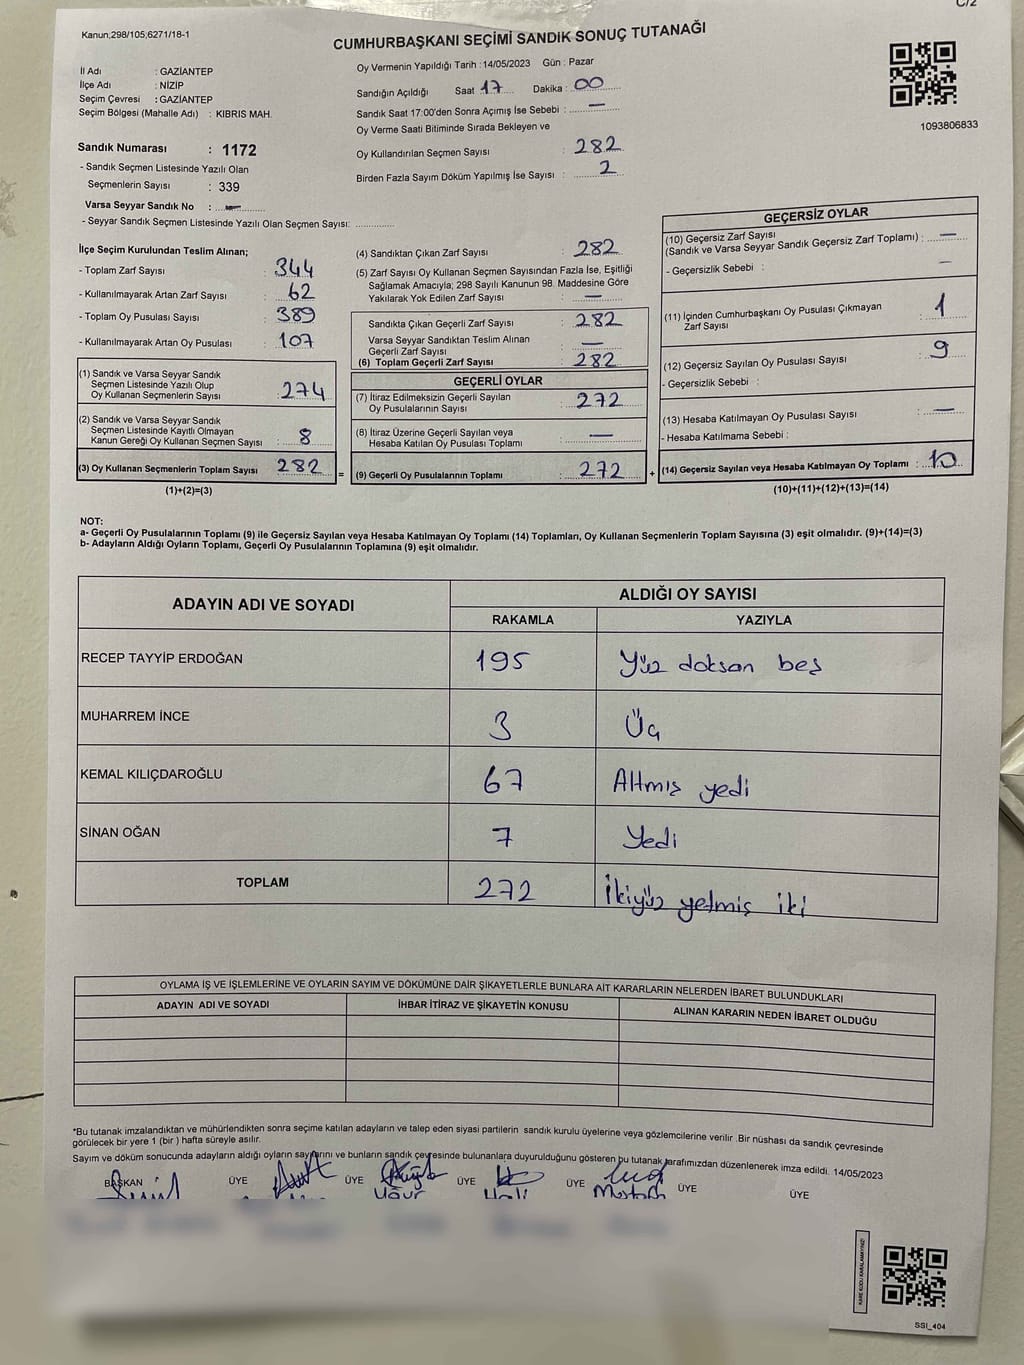 C/2
Kanun;298/105;6271/18-1
CUMHURBAŞKANI SEÇİMİ SANDIK SONUÇ TUTANAĞI
İl Adı : GAZİANTEP
İlçe Adı : NİZİP
Seçim Çevresi : GAZİANTEP
Seçim Bölgesi (Mahalle Adı) : KIBRIS MAH.
Oy Vermenin Yapıldığı Tarih :14/05/2023 Gün : Pazar
Sandığın Açıldığı Saat 17 Dakika : 00
Sandık Saat 17:00'den Sonra Açımış İse Sebebi : —
Oy Verme Saati Bitiminde Sırada Bekleyen ve
Oy Kullandırılan Seçmen Sayısı : 282
Birden Fazla Sayım Döküm Yapılmış İse Sayısı : 2
1093806833
Sandık Numarası : 1172
- Sandık Seçmen Listesinde Yazılı Olan
Seçmenlerin Sayısı : 339
Varsa Seyyar Sandık No : —
- Seyyar Sandık Seçmen Listesinde Yazılı Olan Seçmen Sayısı: ..............
İlçe Seçim Kurulundan Teslim Alınan;
- Toplam Zarf Sayısı : 344
- Kullanılmayarak Artan Zarf Sayısı : 62
- Toplam Oy Pusulası Sayısı : 389
- Kullanılmayarak Artan Oy Pusulası : 107
(1) Sandık ve Varsa Seyyar Sandık
Seçmen Listesinde Yazılı Olup
Oy Kullanan Seçmenlerin Sayısı : 274
(2) Sandık ve Varsa Seyyar Sandık
Seçmen Listesinde Kayıtlı Olmayan
Kanun Gereği Oy Kullanan Seçmen Sayısı : 8
(3) Oy Kullanan Seçmenlerin Toplam Sayısı : 282 =
(1)+(2)=(3)
(4) Sandıktan Çıkan Zarf Sayısı : 282
(5) Zarf Sayısı Oy Kullanan Seçmen Sayısından Fazla İse, Eşitliği
Sağlamak Amacıyla; 298 Sayılı Kanunun 98. Maddesine Göre
Yakılarak Yok Edilen Zarf Sayısı : —
Sandıkta Çıkan Geçerli Zarf Sayısı : 282
Varsa Seyyar Sandıktan Teslim Alınan
Geçerli Zarf Sayısı : —
(6) Toplam Geçerli Zarf Sayısı : 282
GEÇERLİ OYLAR
(7) İtiraz Edilmeksizin Geçerli Sayılan
Oy Pusulalarının Sayısı : 272
(8) İtiraz Üzerine Geçerli Sayılan veya
Hesaba Katılan Oy Pusulası Toplamı : —
(9) Geçerli Oy Pusulalarının Toplamı : 272 +
GEÇERSİZ OYLAR
(10) Geçersiz Zarf Sayısı
(Sandık ve Varsa Seyyar Sandık Geçersiz Zarf Toplamı) : —
- Geçersizlik Sebebi : —
(11) İçinden Cumhurbaşkanı Oy Pusulası Çıkmayan
Zarf Sayısı : 1
(12) Geçersiz Sayılan Oy Pusulası Sayısı : 9
- Geçersizlik Sebebi :
(13) Hesaba Katılmayan Oy Pusulası Sayısı : —
- Hesaba Katılmama Sebebi :
(14) Geçersiz Sayılan veya Hesaba Katılmayan Oy Toplamı : 10
(10)+(11)+(12)+(13)=(14)
NOT:
a- Geçerli Oy Pusulalarının Toplamı (9) ile Geçersiz Sayılan veya Hesaba Katılmayan Oy Toplamı (14) Toplamları, Oy Kullanan Seçmenlerin Toplam Sayısına (3) eşit olmalıdır. (9)+(14)=(3)
b- Adayların Aldığı Oyların Toplamı, Geçerli Oy Pusulalarının Toplamına (9) eşit olmalıdır.
ADAYIN ADI VE SOYADI ALDIĞI OY SAYISI
RAKAMLA YAZIYLA
RECEP TAYYİP ERDOĞAN 195 Yüz doksan beş
MUHARREM İNCE 3 Üç
KEMAL KILIÇDAROĞLU 67 Altmış yedi
SİNAN OĞAN 7 Yedi
TOPLAM 272 İkiyüz yetmiş iki
OYLAMA İŞ VE İŞLEMLERİNE VE OYLARIN SAYIM VE DÖKÜMÜNE DAİR ŞİKAYETLERLE BUNLARA AİT KARARLARIN NELERDEN İBARET BULUNDUKLARI
ADAYIN ADI VE SOYADI İHBAR İTİRAZ VE ŞİKAYETİN KONUSU ALINAN KARARIN NEDEN İBARET OLDUĞU
*Bu tutanak imzalandıktan ve mühürlendikten sonra seçime katılan adayların ve talep eden siyasi partilerin sandık kurulu üyelerine veya gözlemcilerine verilir .Bir nüshası da sandık çevresinde
görülecek bir yere 1 (bir ) hafta süreyle asılır.
Sayım ve döküm sonucunda adayların aldığı oyların sayılarını ve bunların sandık çevresinde bulunanlara duyurulduğunu gösteren bu tutanak tarafımızdan düzenlenerek imza edildi. 14/05/2023
BAŞKAN ÜYE ÜYE ÜYE ÜYE ÜYE ÜYE
Uğur Mustafa
KARE KODU KARALAMAYINIZ!
SSI_404